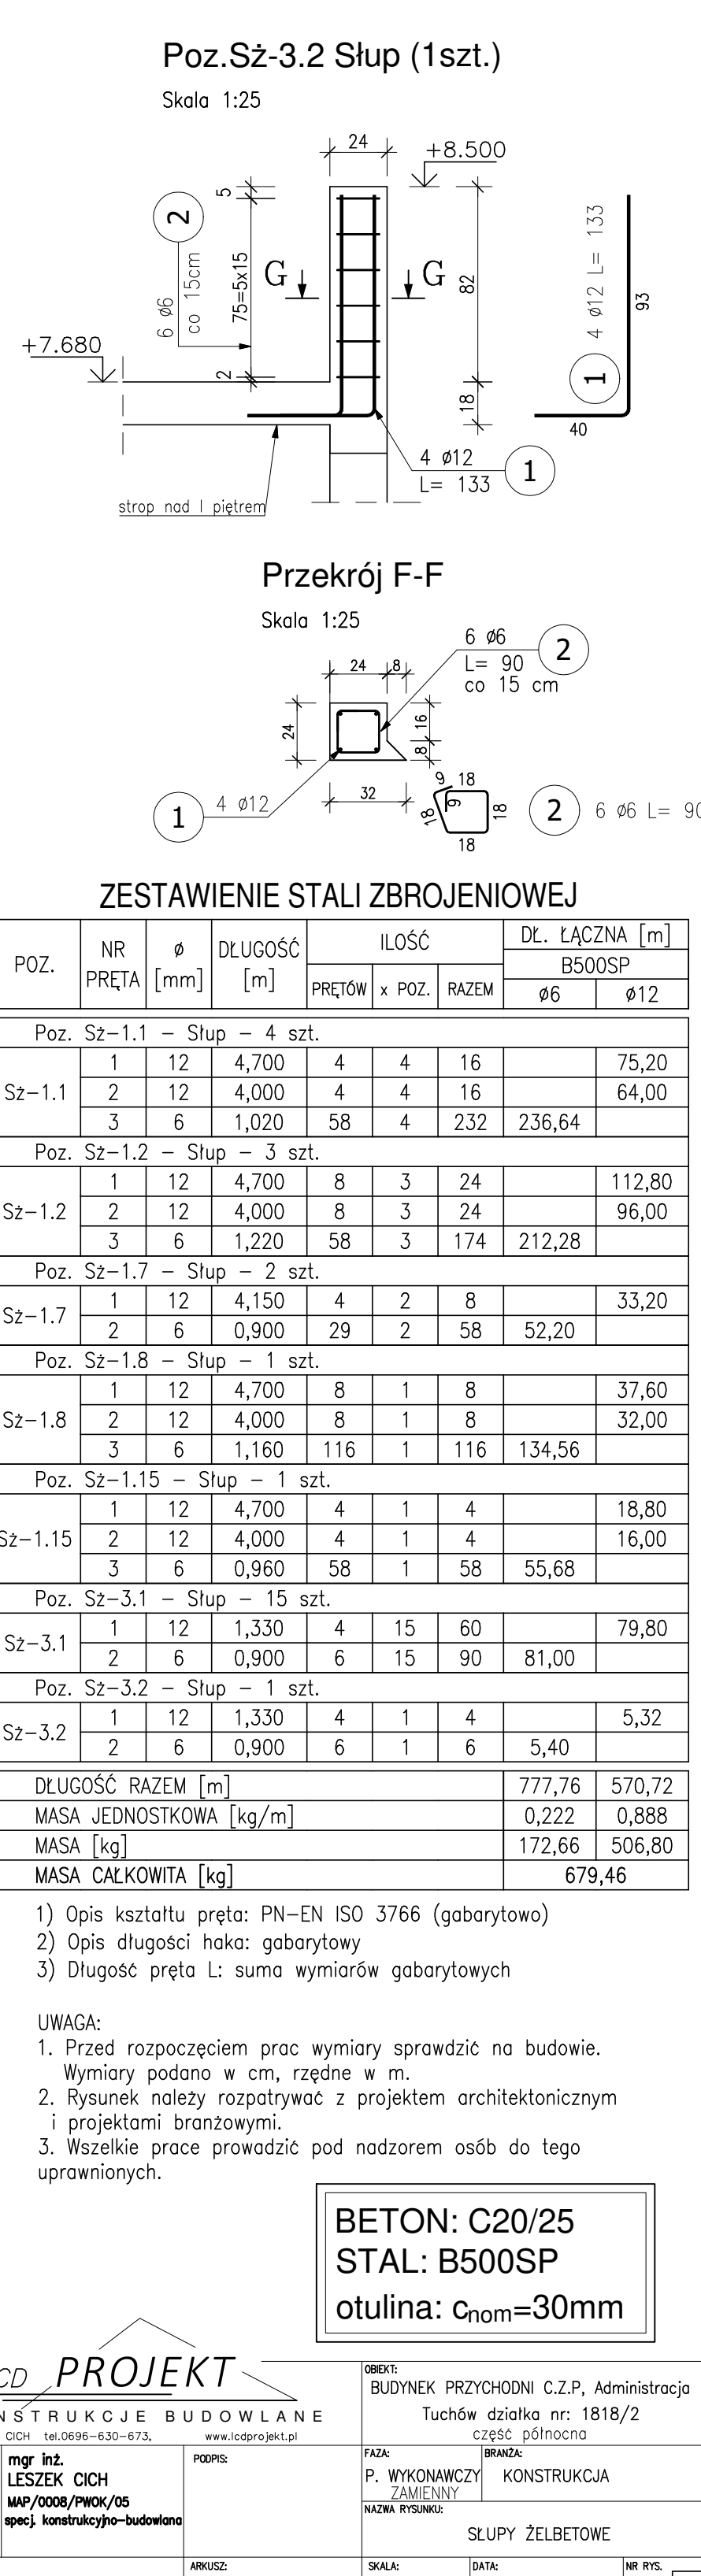 Poz.Sż-3.2 Słup (1szt.)
Skala 1:25
24
+8.500
5
2
6 ø6
co 15cm
75=5x15
G
G
82
4 ø12 L= 133
1
93
+7.680
2
18
40
4 ø12
L= 133
1
strop nad I piętrem
Przekrój F-F
Skala 1:25
6 ø6
L= 90
co 15 cm
2
24
8
24
16
8
32
4 ø12
1
9
18
18
9
18
18
2
6 ø6 L= 90
ZESTAWIENIE STALI ZBROJENIOWEJ
POZ. NR PRĘTA ø [mm] DŁUGOŚĆ [m] ILOŚĆ DŁ. ŁĄCZNA [m]
B500SP
PRĘTÓW x POZ. RAZEM ø6 ø12
Poz. Sż-1.1 - Słup - 4 szt.
Sż-1.1
1 12 4,700 4 4 16 75,20
2 12 4,000 4 4 16 64,00
3 6 1,020 58 4 232 236,64
Poz. Sż-1.2 - Słup - 3 szt.
Sż-1.2
1 12 4,700 8 3 24 112,80
2 12 4,000 8 3 24 96,00
3 6 1,220 58 3 174 212,28
Poz. Sż-1.7 - Słup - 2 szt.
Sż-1.7
1 12 4,150 4 2 8 33,20
2 6 0,900 29 2 58 52,20
Poz. Sż-1.8 - Słup - 1 szt.
Sż-1.8
1 12 4,700 8 1 8 37,60
2 12 4,000 8 1 8 32,00
3 6 1,160 116 1 116 134,56
Poz. Sż-1.15 - Słup - 1 szt.
Sż-1.15
1 12 4,700 4 1 4 18,80
2 12 4,000 4 1 4 16,00
3 6 0,960 58 1 58 55,68
Poz. Sż-3.1 - Słup - 15 szt.
Sż-3.1
1 12 1,330 4 15 60 79,80
2 6 0,900 6 15 90 81,00
Poz. Sż-3.2 - Słup - 1 szt.
Sż-3.2
1 12 1,330 4 1 4 5,32
2 6 0,900 6 1 6 5,40
DŁUGOŚĆ RAZEM [m] 777,76 570,72
MASA JEDNOSTKOWA [kg/m] 0,222 0,888
MASA [kg] 172,66 506,80
MASA CAŁKOWITA [kg] 679,46
1) Opis kształtu pręta: PN-EN ISO 3766 (gabarytowo)
2) Opis długości haka: gabarytowy
3) Długość pręta L: suma wymiarów gabarytowych
UWAGA:
1. Przed rozpoczęciem prac wymiary sprawdzić na budowie.
Wymiary podano w cm, rzędne w m.
2. Rysunek należy rozpatrywać z projektem architektonicznym
i projektami branżowymi.
3. Wszelkie prace prowadzić pod nadzorem osób do tego
uprawnionych.
BETON: C20/25
STAL: B500SP
otulina: cnom=30mm
CD PROJEKT
NSTRUKCJE BUDOWLANE
CICH tel.0696-630-673, www.lcdprojekt.pl
OBIEKT:
BUDYNEK PRZYCHODNI C.Z.P, Administracja
Tuchów działka nr: 1818/2
część północna
mgr inż.
LESZEK CICH
MAP/0008/PWOK/05
specj. konstrukcyjno-budowlana
PODPIS:
FAZA:
P. WYKONAWCZY
ZAMIENNY
BRANŻA:
KONSTRUKCJA
NAZWA RYSUNKU:
SŁUPY ŻELBETOWE
ARKUSZ:
SKALA:
DATA:
NR RYS.